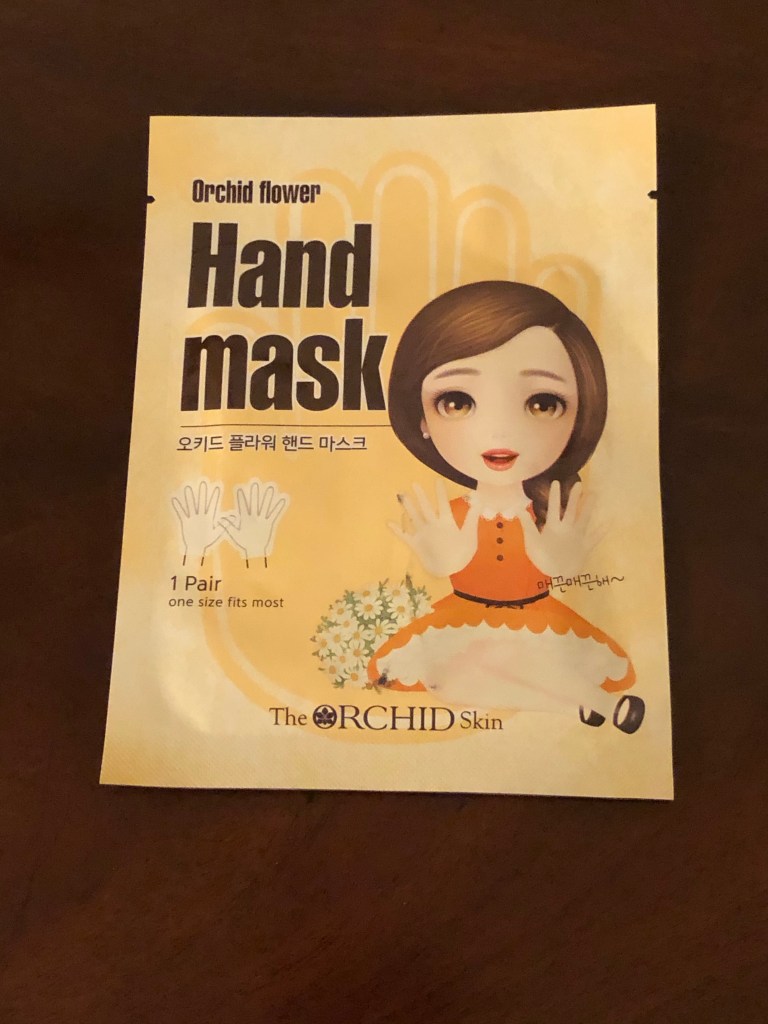 Orchid flower
Hand
mask
오키드 플라워 핸드 마스크
1 Pair
one size fits most
매끈매끈해~
The ORCHID Skin